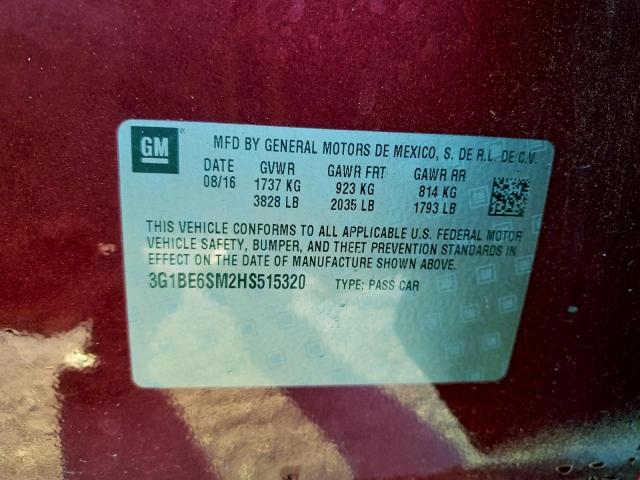 GM® MFD BY GENERAL MOTORS DE MEXICO, S. DE R.L. DE C.V.
DATE GVWR GAWR FRT GAWR RR
08/16 1737 KG 923 KG 814 KG
3828 LB 2035 LB 1793 LB
THIS VEHICLE CONFORMS TO ALL APPLICABLE U.S. FEDERAL MOTOR
VEHICLE SAFETY, BUMPER, AND THEFT PREVENTION STANDARDS IN
EFFECT ON THE DATE OF MANUFACTURE SHOWN ABOVE.
3G1BE6SM2HS515320 TYPE: PASS CAR